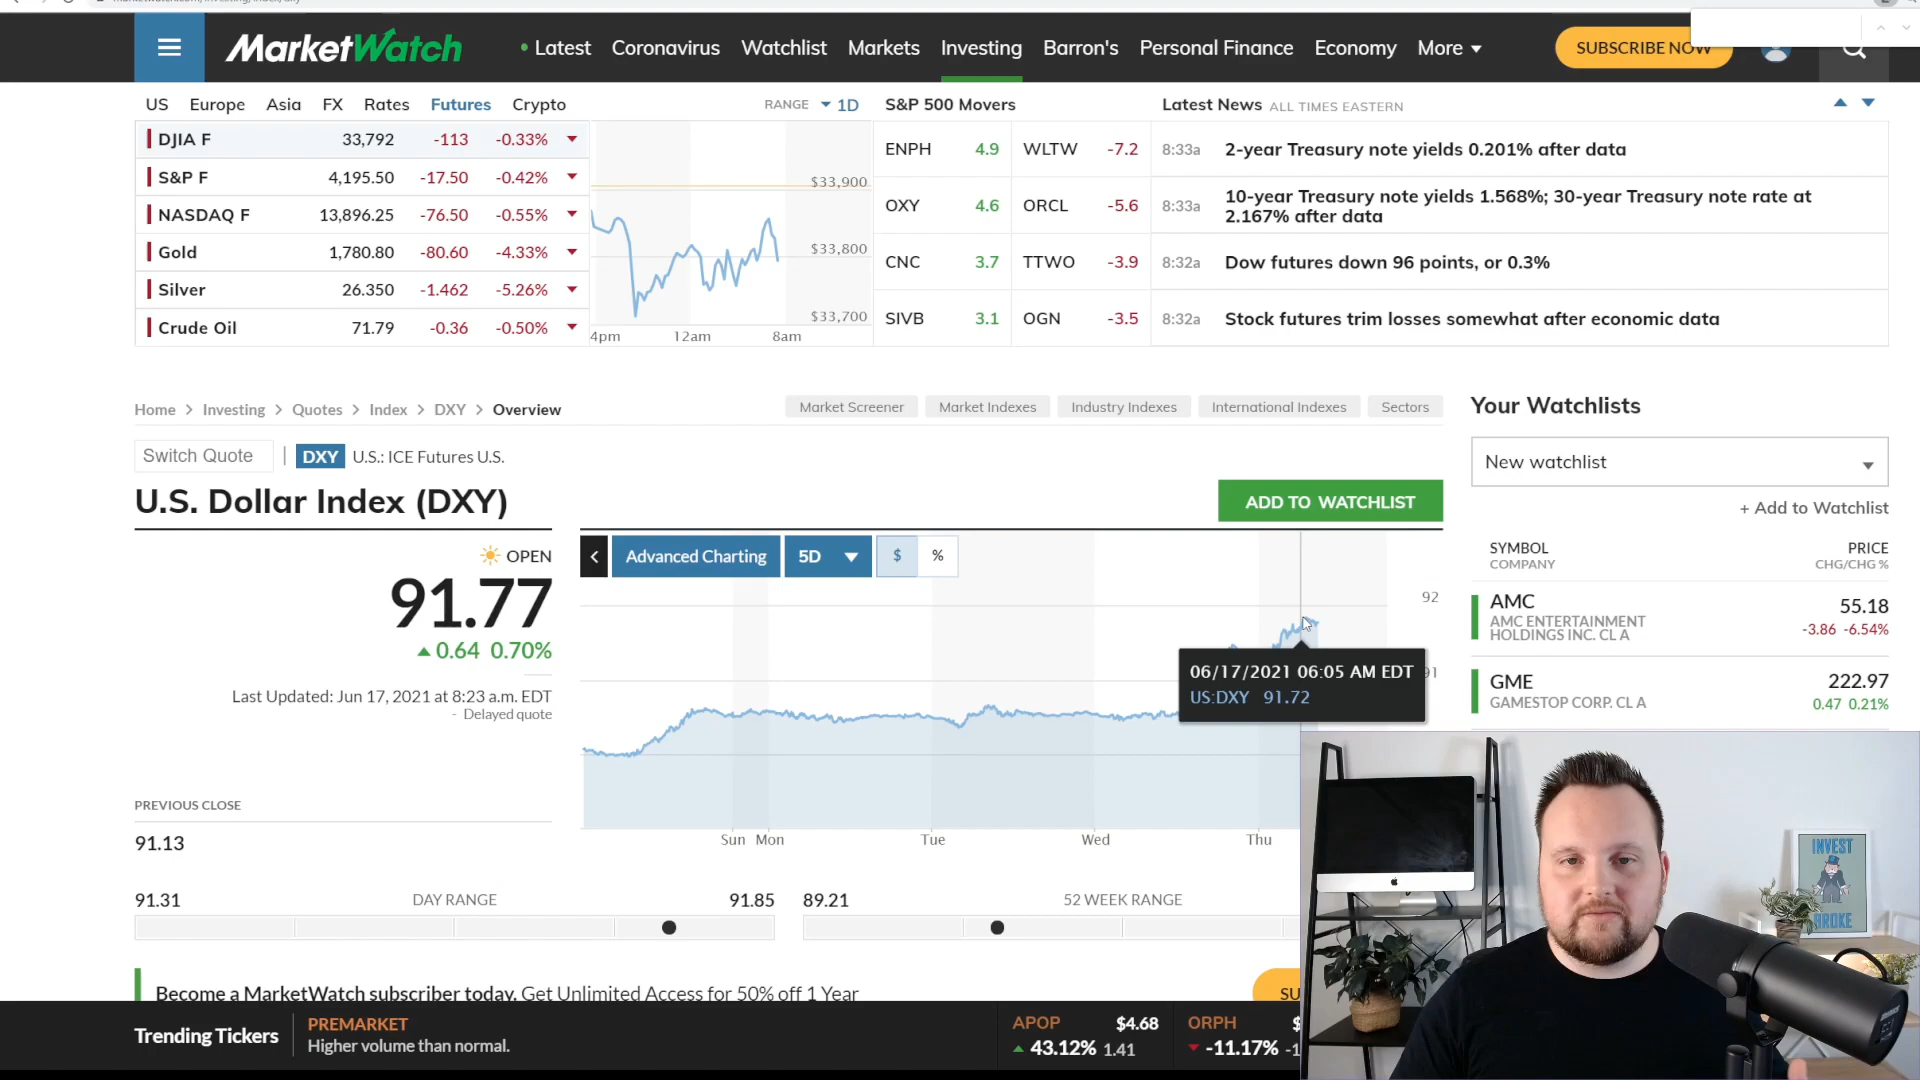 MarketWatch
Latest
Coronavirus
Watchlist
Markets
Investing
Barron's
Personal Finance
Economy
More
SUBSCRIBE NOW
US Europe Asia FX Rates Futures Crypto
RANGE 1D
DJIA F 33,792 -113 -0.33%
S&P F 4,195.50 -17.50 -0.42%
NASDAQ F 13,896.25 -76.50 -0.55%
Gold 1,780.80 -80.60 -4.33%
Silver 26.350 -1.462 -5.26%
Crude Oil 71.79 -0.36 -0.50%
$33,900
$33,800
$33,700
4pm 12am 8am
S&P 500 Movers
ENPH 4.9 WLTW -7.2
OXY 4.6 ORCL -5.6
CNC 3.7 TTWO -3.9
SIVB 3.1 OGN -3.5
Latest News ALL TIMES EASTERN
8:33a 2-year Treasury note yields 0.201% after data
8:33a 10-year Treasury note yields 1.568%; 30-year Treasury note rate at
2.167% after data
8:32a Dow futures down 96 points, or 0.3%
8:32a Stock futures trim losses somewhat after economic data
Home > Investing > Quotes > Index > DXY > Overview
Market Screener Market Indexes Industry Indexes International Indexes Sectors
Switch Quote | DXY U.S.: ICE Futures U.S.
U.S. Dollar Index (DXY)
ADD TO WATCHLIST
OPEN
91.77
0.64 0.70%
Last Updated: Jun 17, 2021 at 8:23 a.m. EDT
- Delayed quote
PREVIOUS CLOSE
91.13
Advanced Charting 5D $ %
92
91
06/17/2021 06:05 AM EDT
US:DXY 91.72
Sun Mon Tue Wed Thu
91.31 DAY RANGE 91.85
89.21 52 WEEK RANGE
Your Watchlists
New watchlist
+ Add to Watchlist
SYMBOL PRICE
COMPANY CHG/CHG %
AMC 55.18
AMC ENTERTAINMENT
HOLDINGS INC. CL A
-3.86 -6.54%
GME 222.97
GAMESTOP CORP. CL A 0.47 0.21%
INVEST
BROKE
Become a MarketWatch subscriber today. Get Unlimited Access for 50% off 1 Year
SU
Trending Tickers
PREMARKET
Higher volume than normal.
APOP $4.68
43.12% 1.41
ORPH $
-11.17% -1